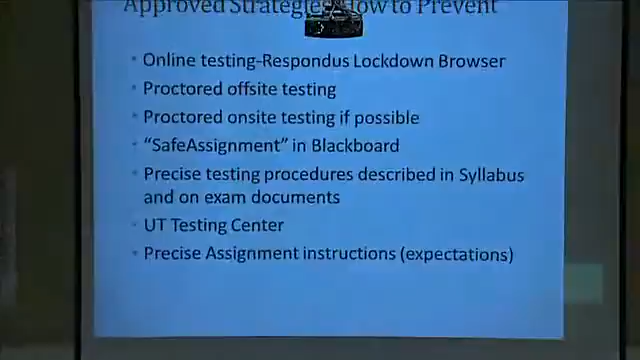 Approved Strategies How to Prevent
Online testing-Respondus Lockdown Browser
Proctored offsite testing
Proctored onsite testing if possible
“SafeAssignment” in Blackboard
Precise testing procedures described in Syllabus
and on exam documents
UT Testing Center
Precise Assignment instructions (expectations)